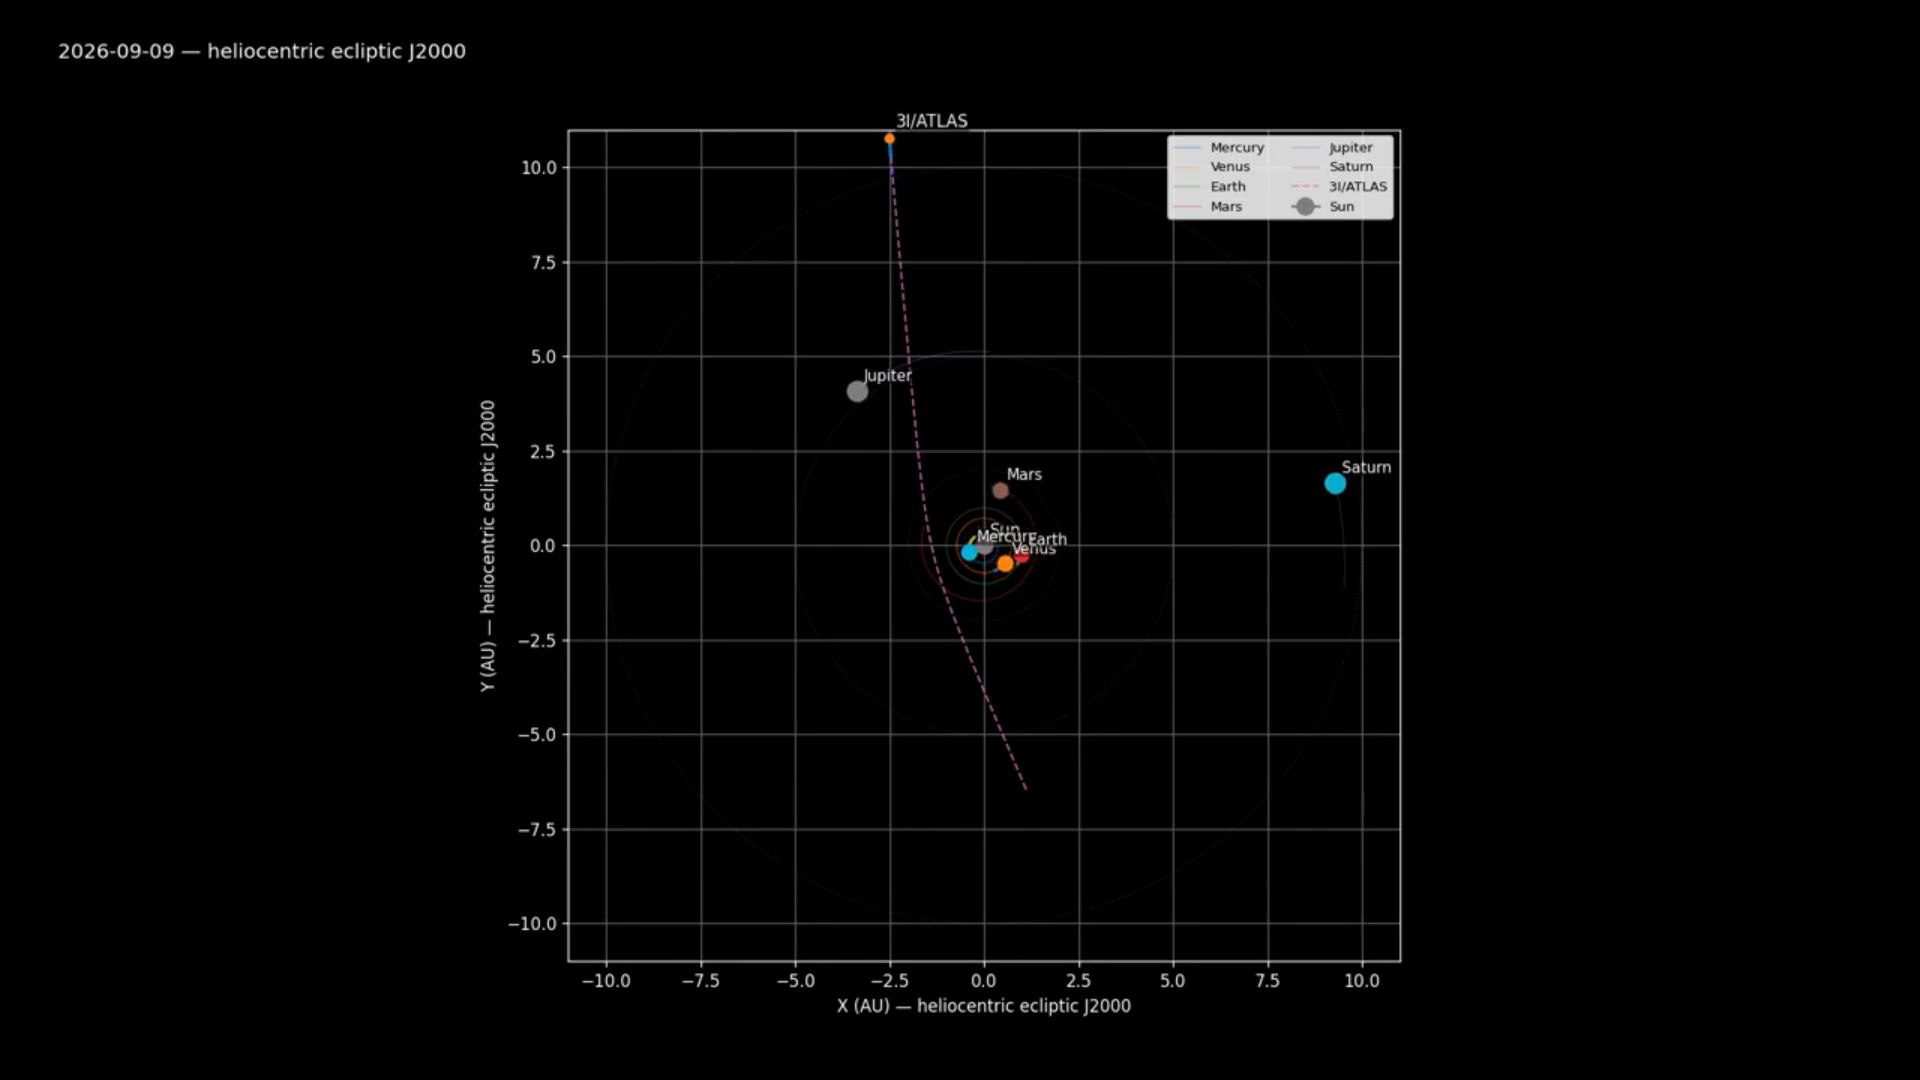 2026-09-09 — heliocentric ecliptic J2000
3I/ATLAS
Mercury
Venus
Earth
Mars
Jupiter
Saturn
3I/ATLAS
Sun
10.0
7.5
5.0
2.5
0.0
−2.5
−5.0
−7.5
−10.0
Y (AU) — heliocentric ecliptic J2000
Jupiter
Mars
Saturn
Sun
Mercury
Earth
Venus
−10.0
−7.5
−5.0
−2.5
0.0
2.5
5.0
7.5
10.0
X (AU) — heliocentric ecliptic J2000